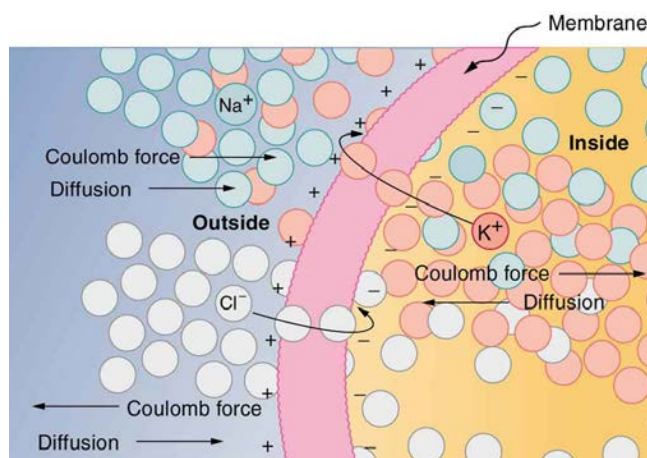 Membrane
Na⁺
Inside
Coulomb force
Diffusion
Outside
K⁺
Coulomb force
Diffusion
Cl⁻
Coulomb force
Diffusion